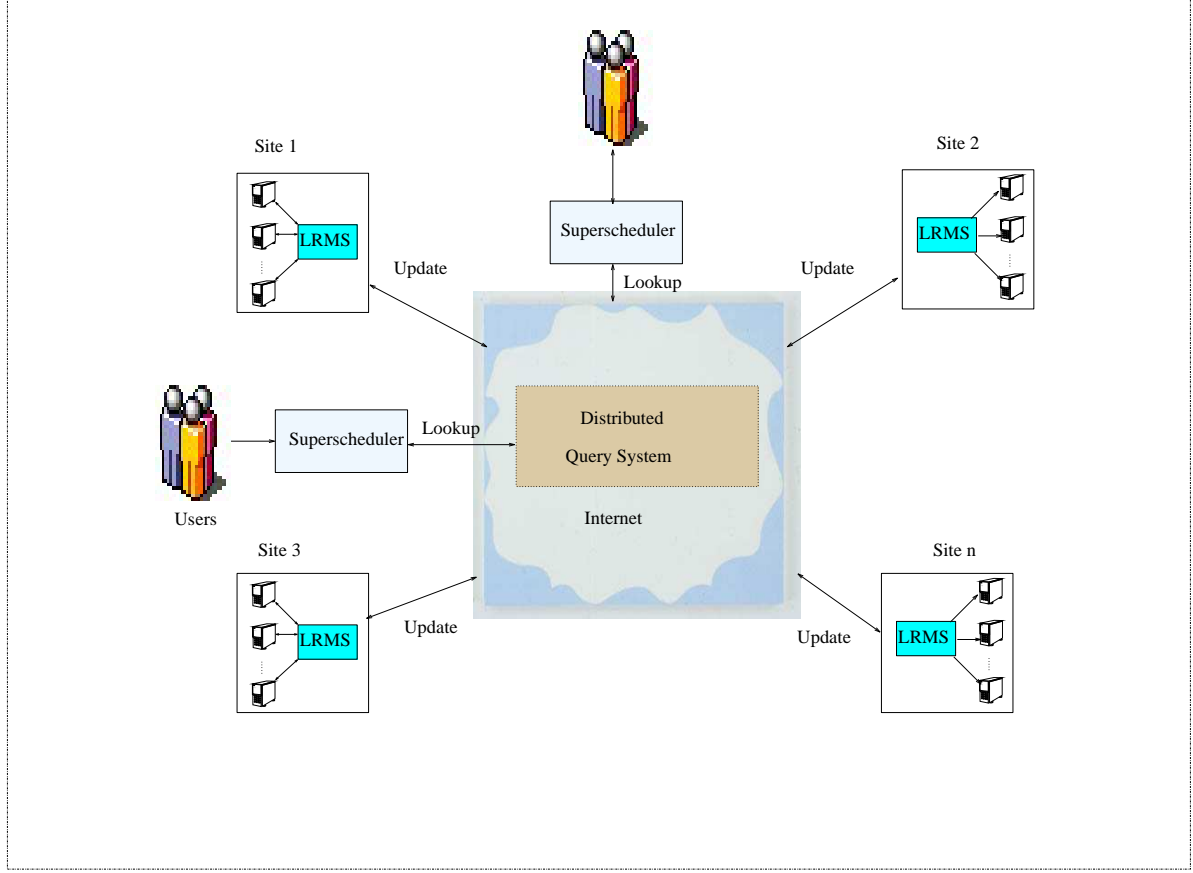 Site 1
Site 2
LRMS
Superscheduler
LRMS
Update
Lookup
Update
Distributed
Query System
Superscheduler
Lookup
Users
Internet
Site 3
Site n
LRMS
Update
LRMS
Update